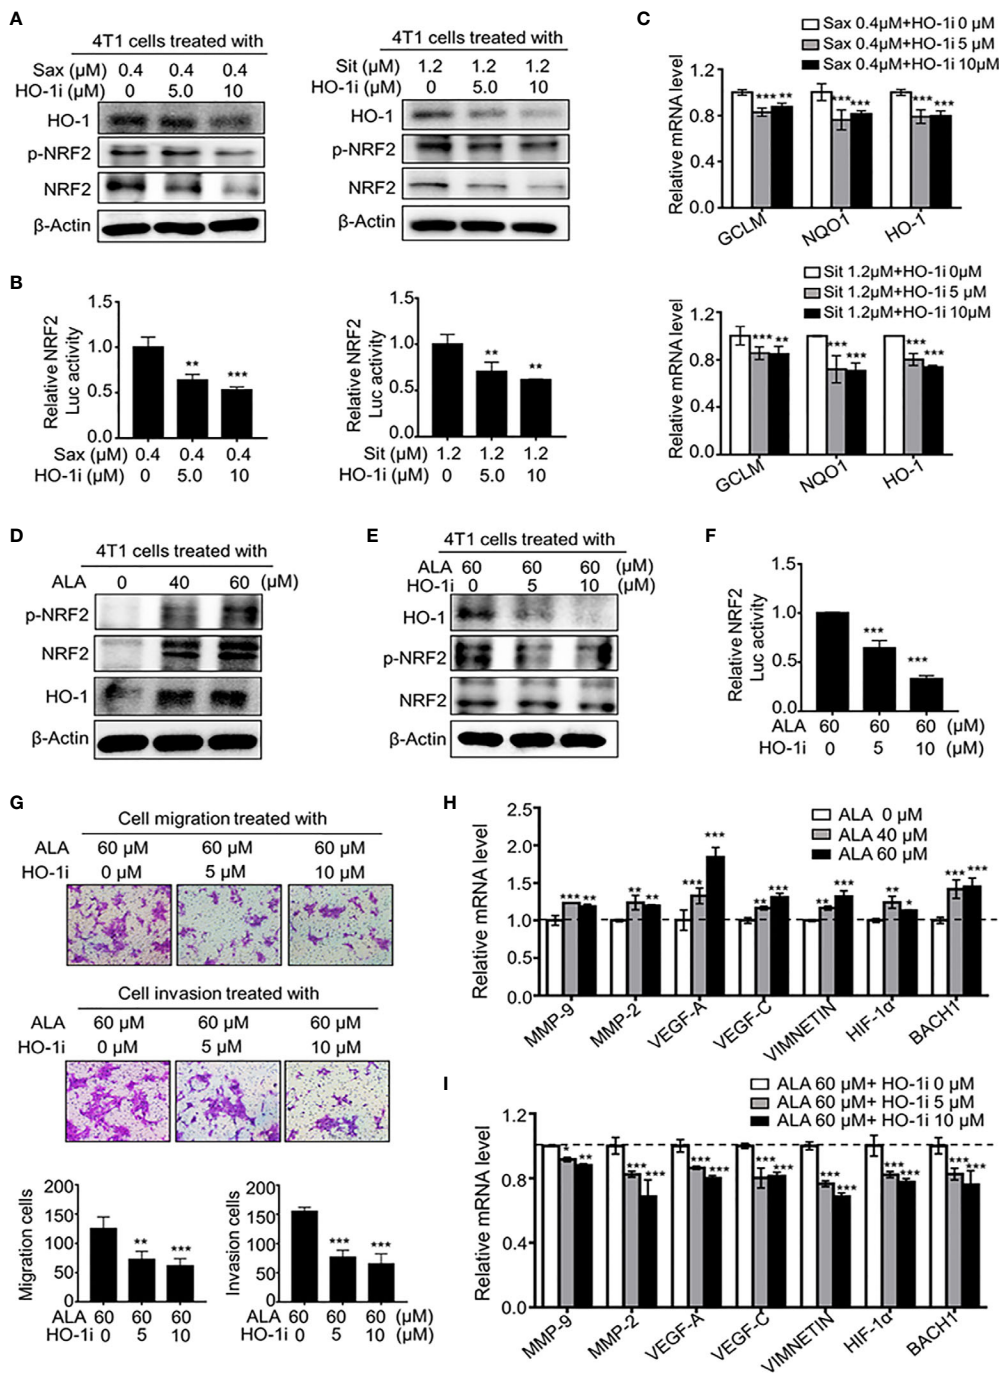 A
4T1 cells treated with
Sax (µM) 0.4 0.4 0.4
HO-1i (µM) 0 5.0 10
HO-1
p-NRF2
NRF2
β-Actin
4T1 cells treated with
Sit (µM) 1.2 1.2 1.2
HO-1i (µM) 0 5.0 10
HO-1
p-NRF2
NRF2
β-Actin
B
Relative NRF2
Luc activity
1.5
1.0
0.5
0.0
** ***
Sax (µM) 0.4 0.4 0.4
HO-1i (µM) 0 5.0 10
Relative NRF2
Luc activity
1.5
1.0
0.5
0.0
** **
Sit (µM) 1.2 1.2 1.2
HO-1i (µM) 0 5.0 10
C
Sax 0.4µM+HO-1i 0 µM
Sax 0.4µM+HO-1i 5 µM
Sax 0.4µM+HO-1i 10µM
Relative mRNA level
1.2
0.8
0.4
0.0
*** ** *** *** *** ***
GCLM NQO1 HO-1
Sit 1.2µM+HO-1i 0µM
Sit 1.2µM+HO-1i 5 µM
Sit 1.2µM+HO-1i 10µM
Relative mRNA level
1.2
0.8
0.4
0.0
*** ** *** *** *** ***
GCLM NQO1 HO-1
D
4T1 cells treated with
ALA 0 40 60 (µM)
p-NRF2
NRF2
HO-1
β-Actin
E
4T1 cells treated with
ALA 60 60 60 (µM)
HO-1i 0 5 10 (µM)
HO-1
p-NRF2
NRF2
β-Actin
F
Relative NRF2
Luc activity
1.5
1.0
0.5
0.0
*** ***
ALA 60 60 60 (µM)
HO-1i 0 5 10 (µM)
G
Cell migration treated with
ALA 60 µM 60 µM 60 µM
HO-1i 0 µM 5 µM 10 µM
Cell invasion treated with
ALA 60 µM 60 µM 60 µM
HO-1i 0 µM 5 µM 10 µM
Migration cells
200
150
100
50
0
** ***
ALA 60 60 60
HO-1i 0 5 10
Invasion cells
200
150
100
50
0
*** ***
ALA 60 60 60 (µM)
HO-1i 0 5 10 (µM)
H
ALA 0 µM
ALA 40 µM
ALA 60 µM
Relative mRNA level
2.5
2.0
1.5
1.0
0.5
0.0
*** ** ** ** *** *** ** *** ** *** ** * *** ***
MMP-9 MMP-2 VEGF-A VEGF-C VIMNETIN HIF-1α BACH1
I
ALA 60 µM+ HO-1i 0 µM
ALA 60 µM+ HO-1i 5 µM
ALA 60 µM+ HO-1i 10 µM
Relative mRNA level
1.2
0.8
0.4
0.0
* ** *** *** *** *** *** *** *** *** *** *** *** ***
MMP-9 MMP-2 VEGF-A VEGF-C VIMNETIN HIF-1α BACH1